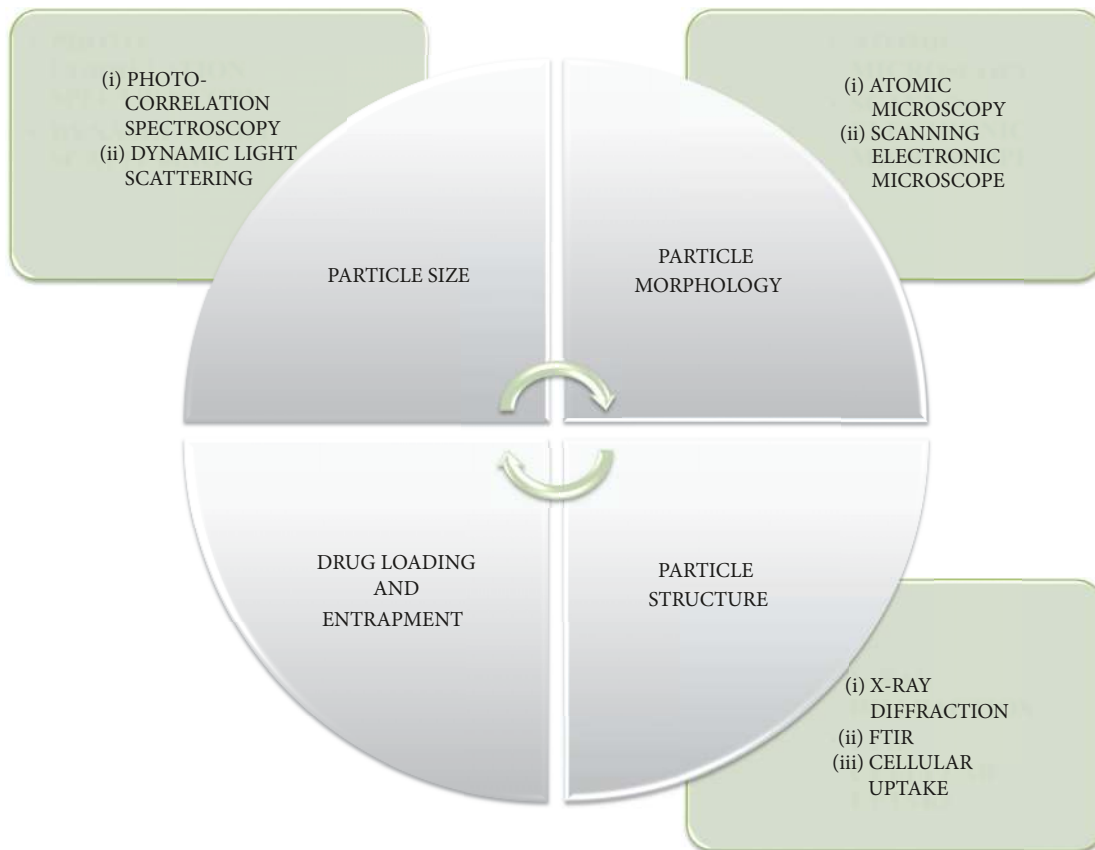 (i) PHOTO-
CORRELATION
SPECTROSCOPY
(ii) DYNAMIC LIGHT
SCATTERING
(i) ATOMIC
MICROSCOPY
(ii) SCANNING
ELECTRONIC
MICROSCOPE
PARTICLE SIZE
PARTICLE
MORPHOLOGY
DRUG LOADING
AND
ENTRAPMENT
PARTICLE
STRUCTURE
(i) X-RAY
DIFFRACTION
(ii) FTIR
(iii) CELLULAR
UPTAKE